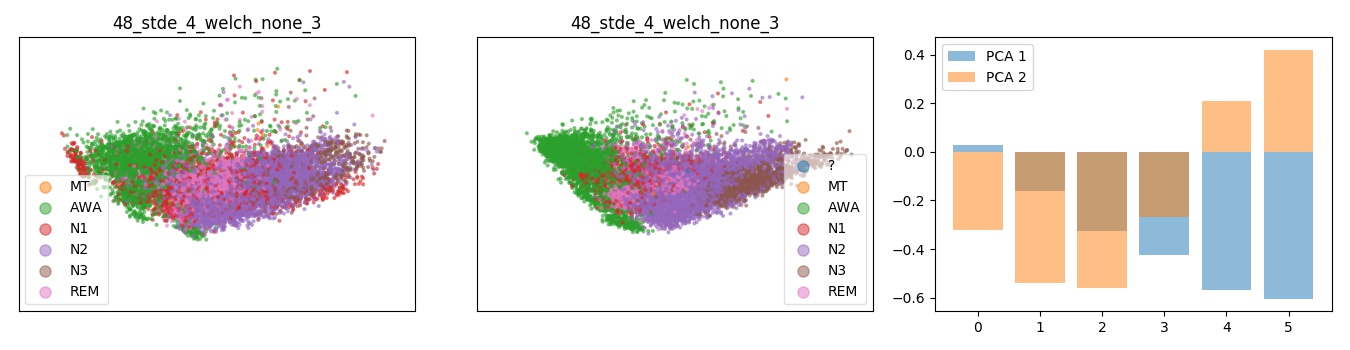 48_stde_4_welch_none_3
MT
AWA
N1
N2
N3
REM
48_stde_4_welch_none_3
?
MT
AWA
N1
N2
N3
REM
PCA 1
PCA 2
0.4
0.2
0.0
−0.2
−0.4
−0.6
0 1 2 3 4 5